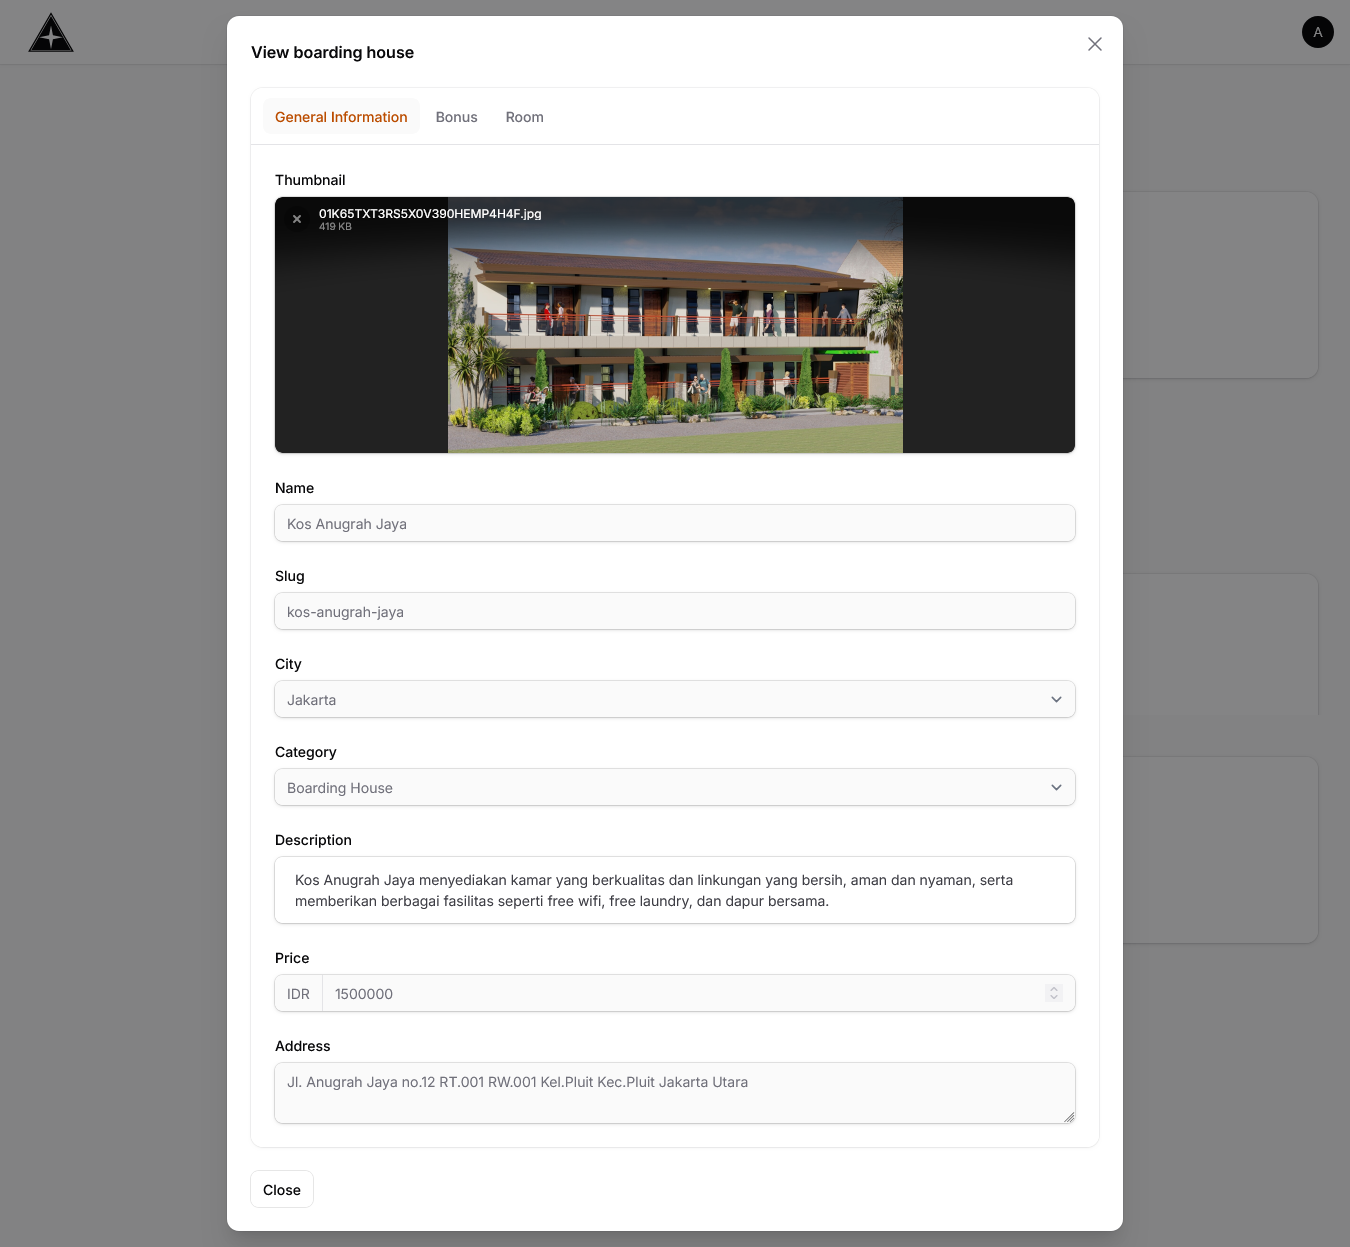 A
View boarding house
General Information
Bonus
Room
Thumbnail
01K65TXT3RS5X0V390HEMP4H4F.jpg
419 KB
Name
Kos Anugrah Jaya
Slug
kos-anugrah-jaya
City
Jakarta
Category
Boarding House
Description
Kos Anugrah Jaya menyediakan kamar yang berkualitas dan linkungan yang bersih, aman dan nyaman, serta
memberikan berbagai fasilitas seperti free wifi, free laundry, dan dapur bersama.
Price
IDR 1500000
Address
Jl. Anugrah Jaya no.12 RT.001 RW.001 Kel.Pluit Kec.Pluit Jakarta Utara
Close